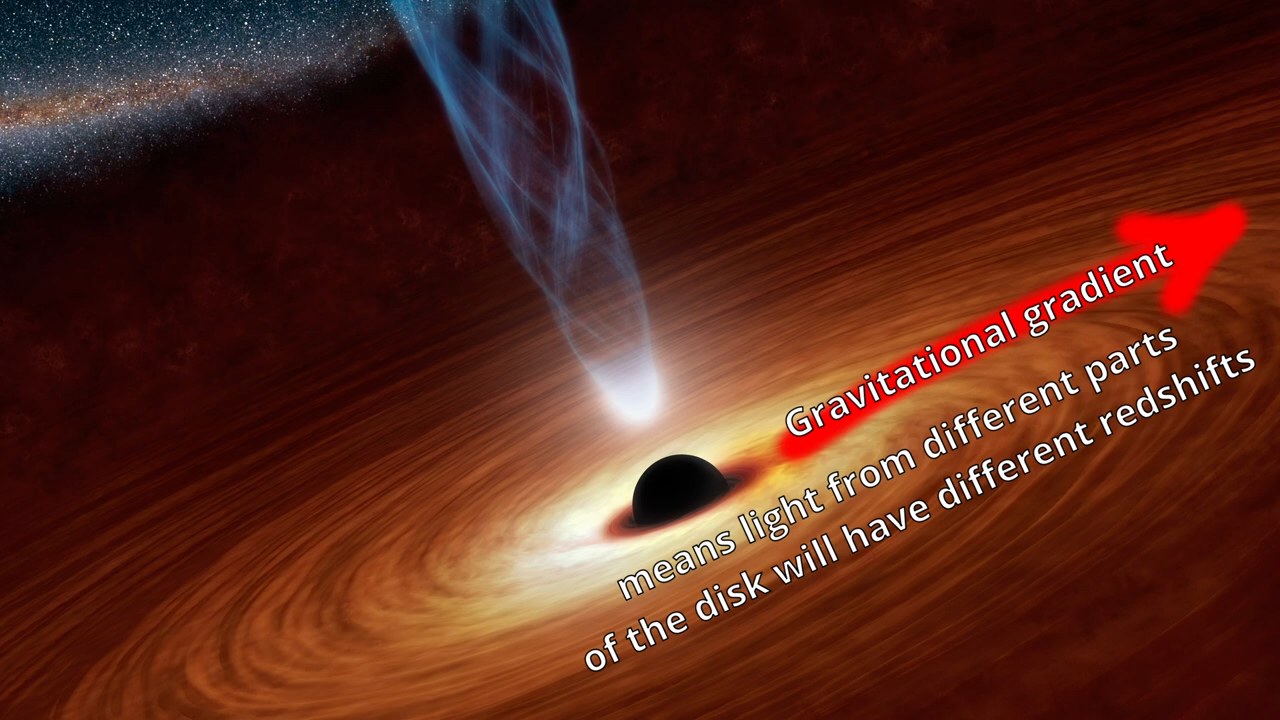 Gravitational gradient
means light from different parts
of the disk will have different redshifts